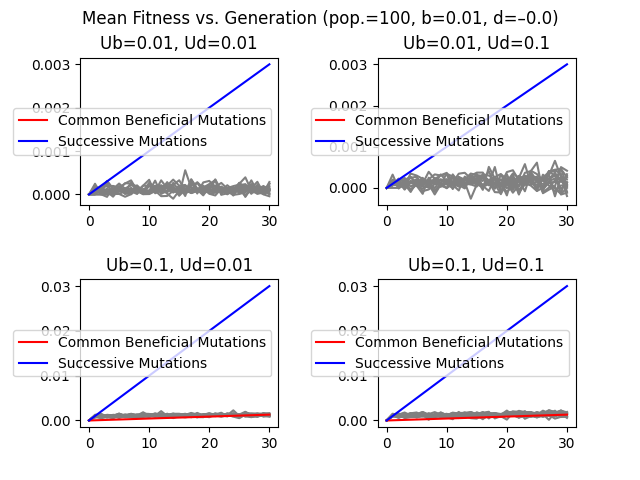 Mean Fitness vs. Generation (pop.=100, b=0.01, d=–0.0)
Ub=0.01, Ud=0.01
0.003
0.002
0.001
0.000
Common Beneficial Mutations
Successive Mutations
0 10 20 30
Ub=0.01, Ud=0.1
0.003
0.002
0.001
0.000
Common Beneficial Mutations
Successive Mutations
0 10 20 30
Ub=0.1, Ud=0.01
0.03
0.02
0.01
0.00
Common Beneficial Mutations
Successive Mutations
0 10 20 30
Ub=0.1, Ud=0.1
0.03
0.02
0.01
0.00
Common Beneficial Mutations
Successive Mutations
0 10 20 30